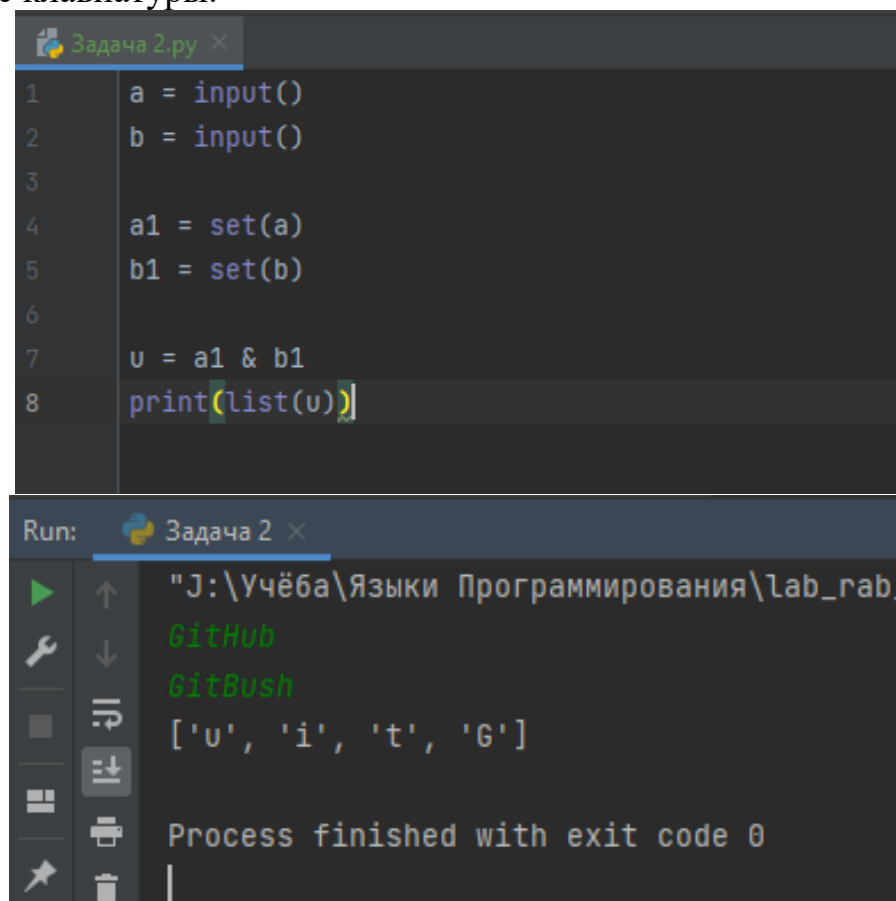 с клавиатуры.
Задача 2.py
1 a = input()
2 b = input()
3
4 a1 = set(a)
5 b1 = set(b)
6
7 u = a1 & b1
8 print(list(u))
Run: Задача 2
"J:\Учёба\Языки Программирования\lab_rab_
GitHub
GitBush
['u', 'i', 't', 'G']
Process finished with exit code 0